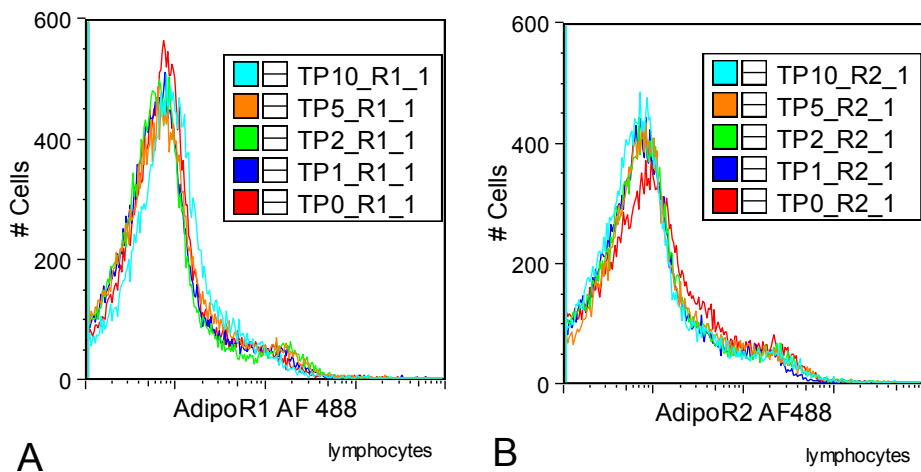 600
400
200
0
# Cells
TP10_R1_1
TP5_R1_1
TP2_R1_1
TP1_R1_1
TP0_R1_1
AdipoR1 AF 488
A
lymphocytes
600
400
200
0
# Cells
TP10_R2_1
TP5_R2_1
TP2_R2_1
TP1_R2_1
TP0_R2_1
AdipoR2 AF488
B
lymphocytes